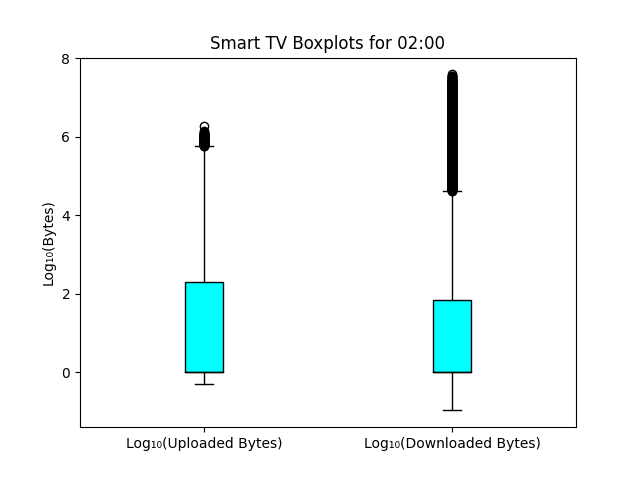 Smart TV Boxplots for 02:00
Log₁₀(Bytes)
8
6
4
2
0
Log₁₀(Uploaded Bytes)
Log₁₀(Downloaded Bytes)